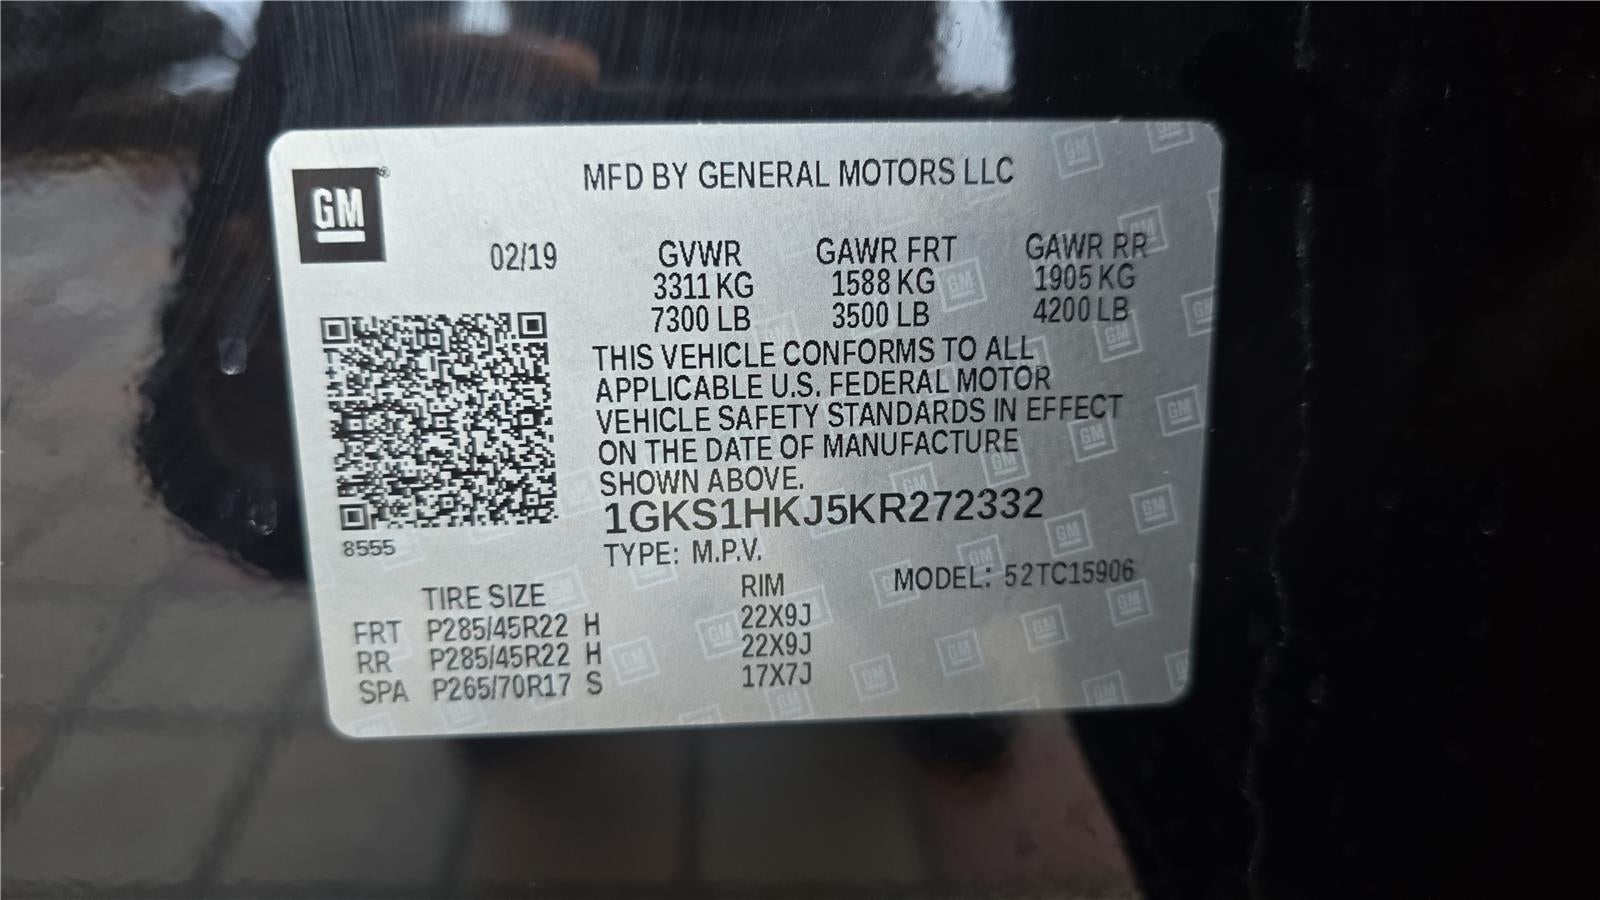 GM
MFD BY GENERAL MOTORS LLC
02/19 GVWR GAWR FRT GAWR RR
3311 KG 1588 KG 1905 KG
7300 LB 3500 LB 4200 LB
THIS VEHICLE CONFORMS TO ALL
APPLICABLE U.S. FEDERAL MOTOR
VEHICLE SAFETY STANDARDS IN EFFECT
ON THE DATE OF MANUFACTURE
SHOWN ABOVE.
1GKS1HKJ5KR272332
8555
TYPE: M.P.V.
MODEL: 52TC15906
TIRE SIZE RIM
FRT P285/45R22 H 22X9J
RR P285/45R22 H 22X9J
SPA P265/70R17 S 17X7J